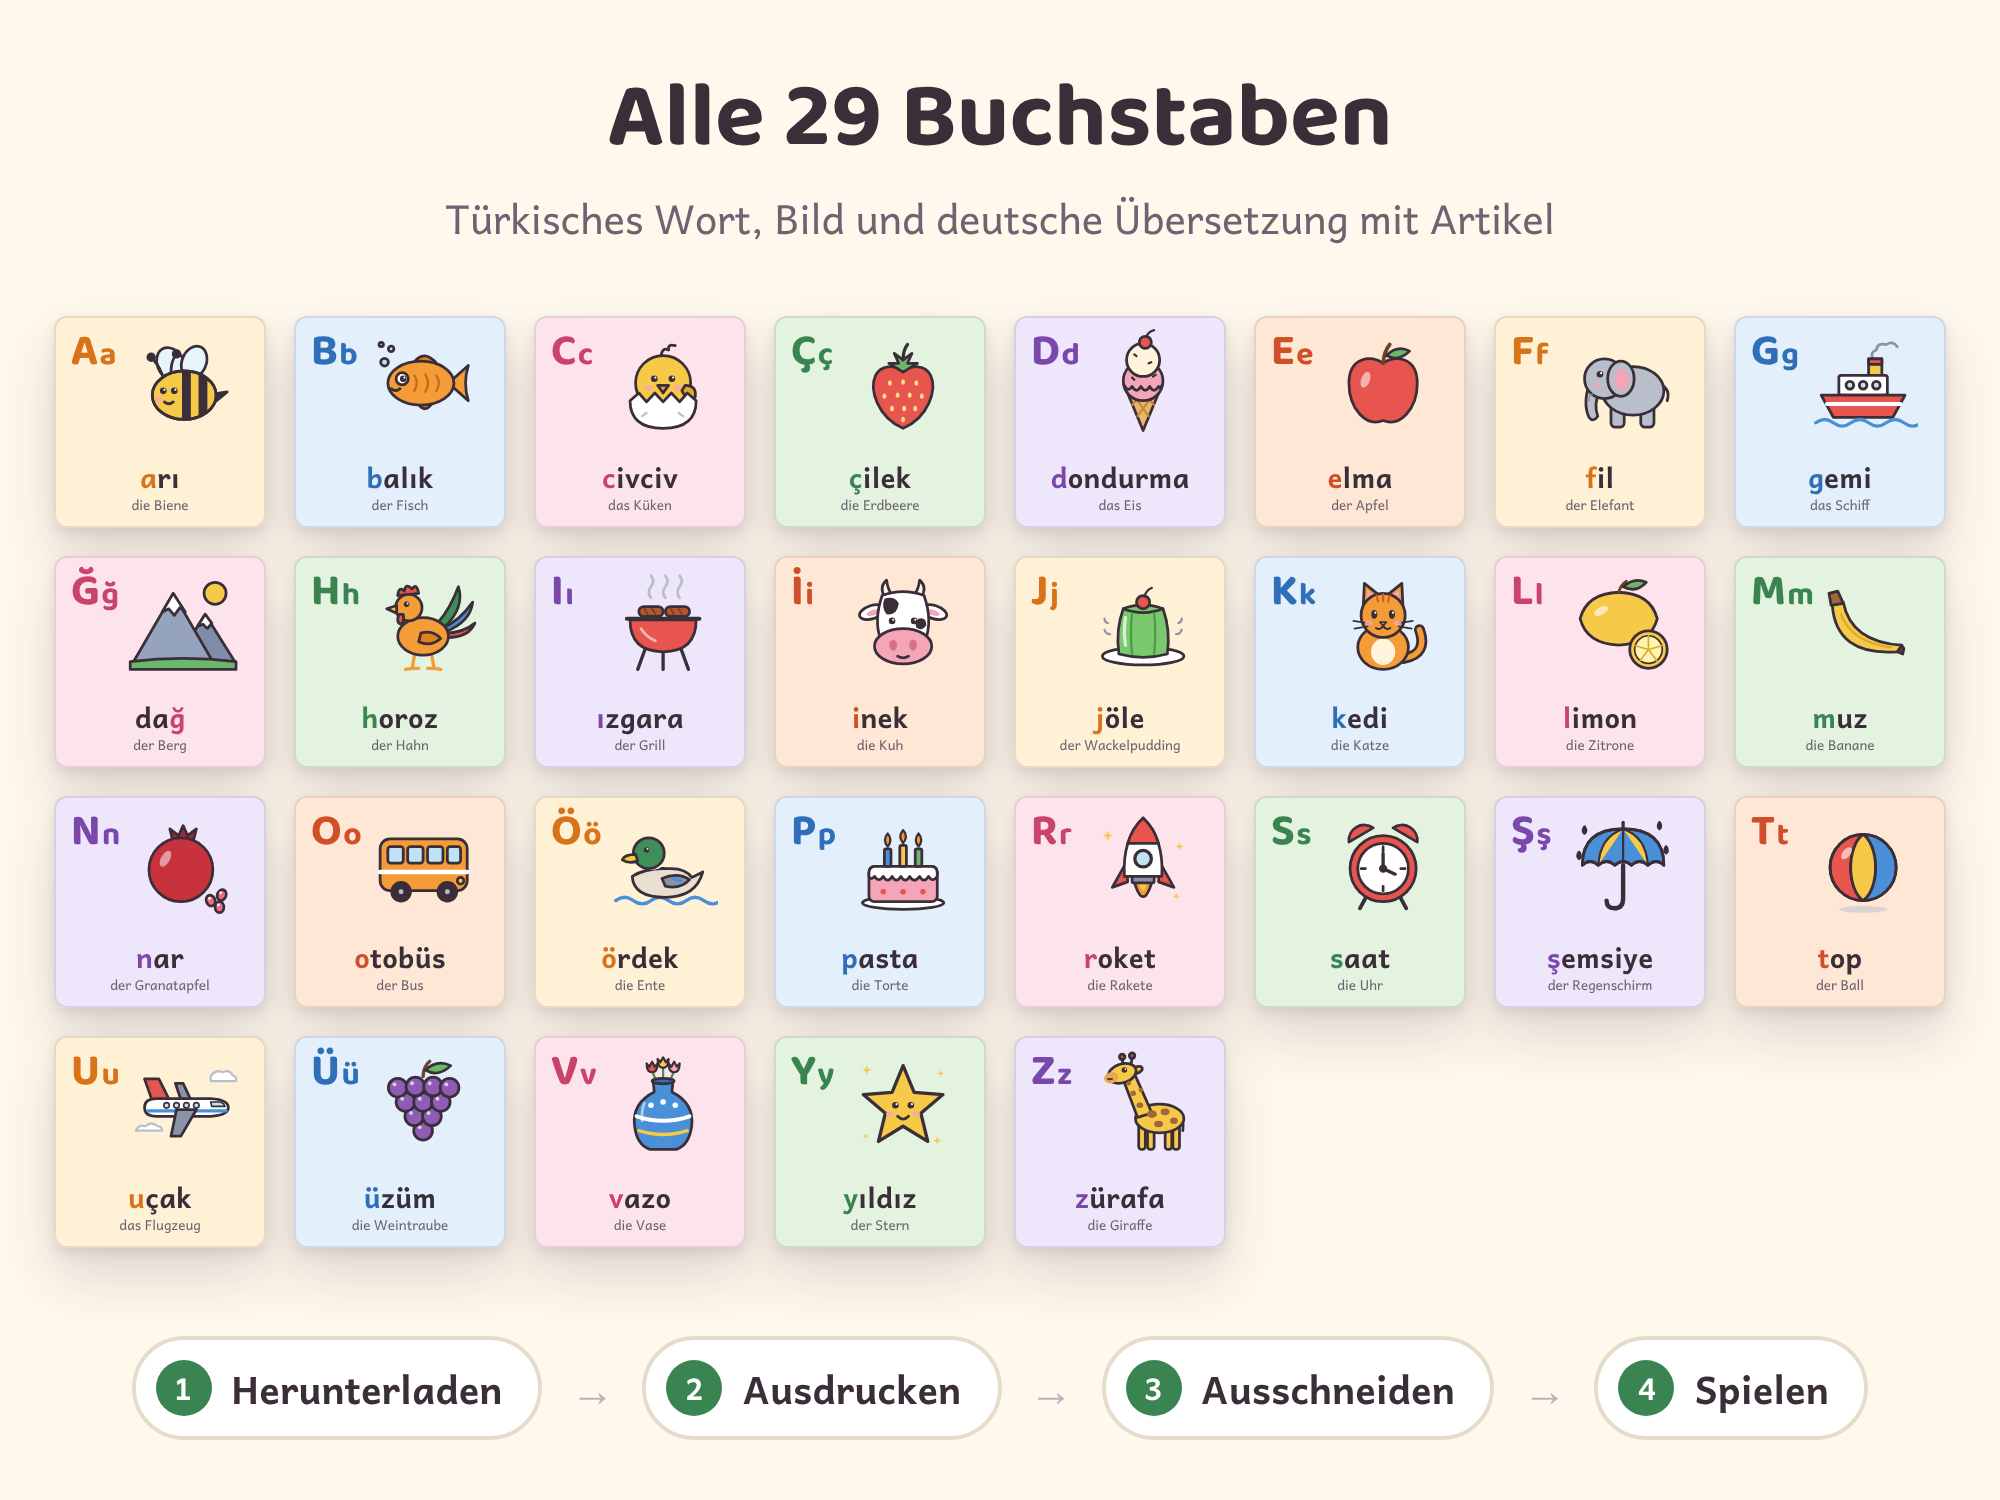 Alle 29 Buchstaben
Türkisches Wort, Bild und deutsche Übersetzung mit Artikel
Aa
arı
die Biene
Bb
balık
der Fisch
Cc
civciv
das Küken
Çç
çilek
die Erdbeere
Dd
dondurma
das Eis
Ee
elma
der Apfel
Ff
fil
der Elefant
Gg
gemi
das Schiff
Ğğ
dağ
der Berg
Hh
horoz
der Hahn
Iı
ızgara
der Grill
İi
inek
die Kuh
Jj
jöle
der Wackelpudding
Kk
kedi
die Katze
Ll
limon
die Zitrone
Mm
muz
die Banane
Nn
nar
der Granatapfel
Oo
otobüs
der Bus
Öö
ördek
die Ente
Pp
pasta
die Torte
Rr
roket
die Rakete
Ss
saat
die Uhr
Şş
şemsiye
der Regenschirm
Tt
top
der Ball
Uu
uçak
das Flugzeug
Üü
üzüm
die Weintraube
Vv
vazo
die Vase
Yy
yıldız
der Stern
Zz
zürafa
die Giraffe
1 Herunterladen → 2 Ausdrucken → 3 Ausschneiden → 4 Spielen